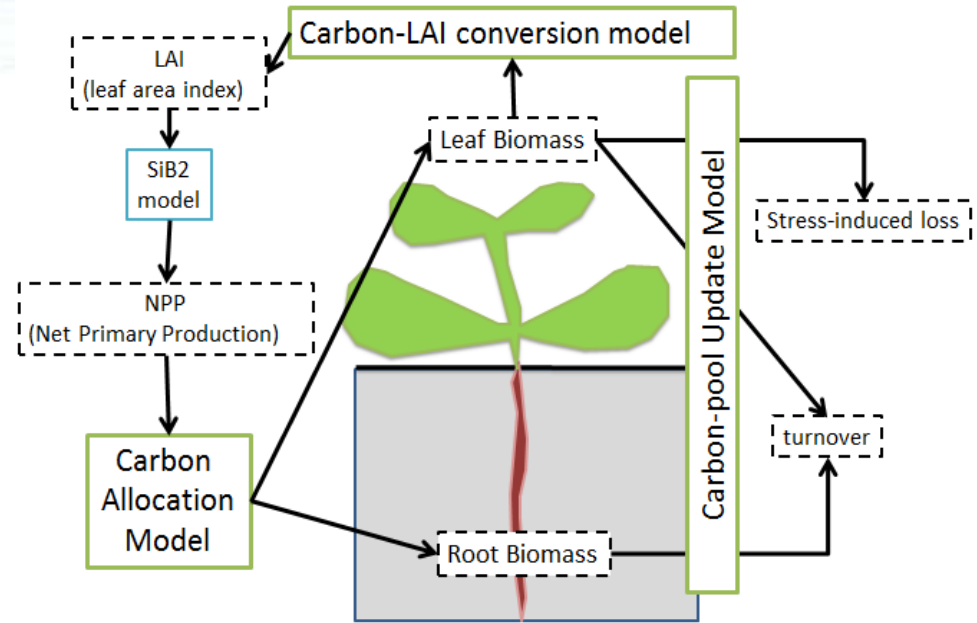 Carbon-LAI conversion model
LAI
(leaf area index)
Leaf Biomass
SiB2
model
Stress-induced loss
NPP
(Net Primary Production)
Carbon-pool Update Model
turnover
Carbon
Allocation
Model
Root Biomass